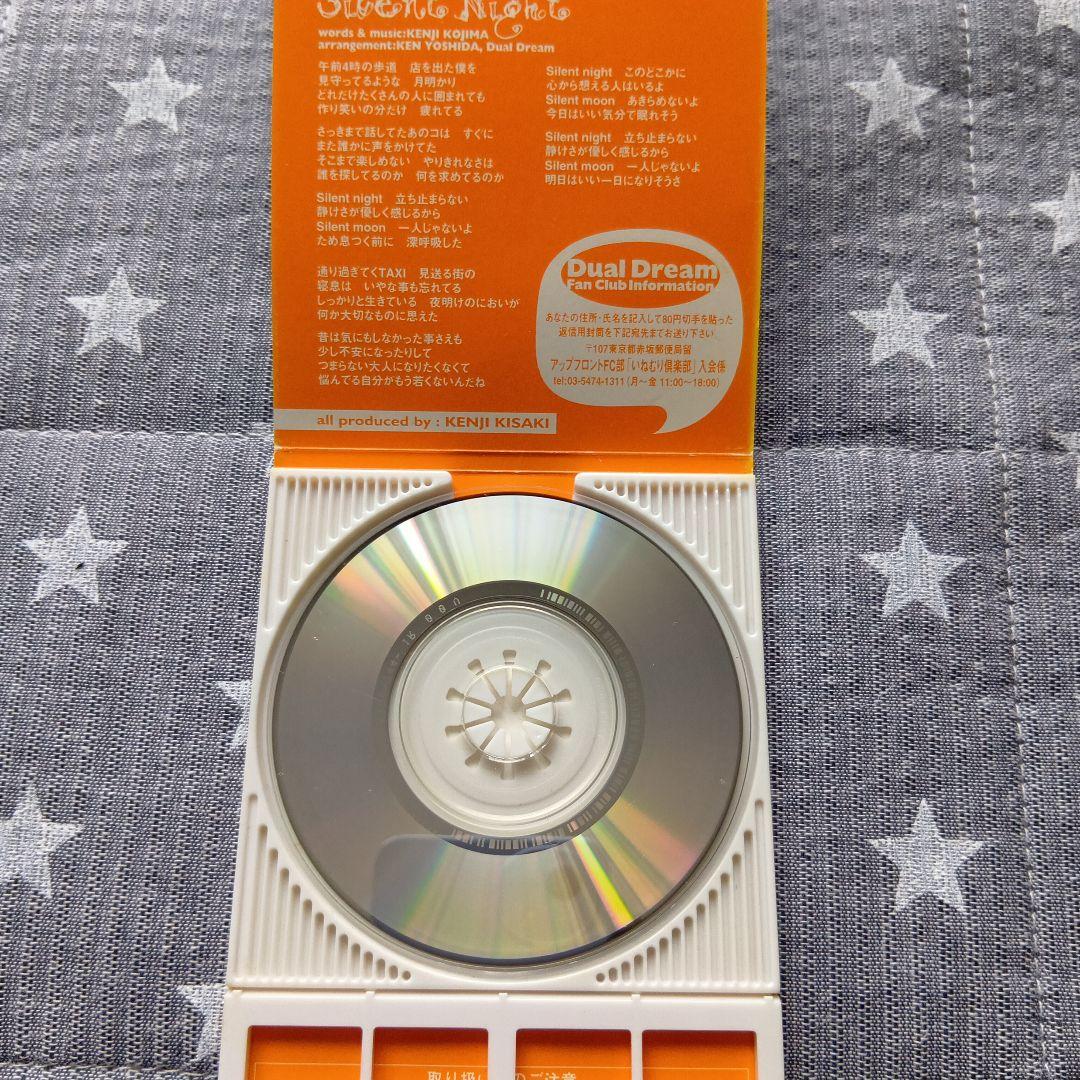 Silent Night
words & music:KENJI KOJIMA
arrangement:KEN YOSHIDA, Dual Dream
午前4時の歩道　店を出た僕を
見守ってるような　月明かり
どれだけたくさんの人に囲まれても
作り笑いの分だけ　疲れてる
さっきまで話してたあのコは　すぐに
また誰かに声をかけてた
そこまで楽しめない　やりきれなさは
誰を探してるのか　何を求めてるのか
Silent night　立ち止まらない
静けさが優しく感じるから
Silent moon　一人じゃないよ
ため息つく前に　深呼吸した
通り過ぎてくTAXI　見送る街の
寝息は　いやな事も忘れてる
しっかりと生きている　夜明けのにおいが
何か大切なものに思えた
昔は気にもしなかった事さえも
少し不安になったりして
つまらない大人になりたくなくて
悩んでる自分がもう若くないんだね
Silent night　このどこかに
心から想える人はいるよ
Silent moon　あきらめないよ
今日はいい気分で眠れそう
Silent night　立ち止まらない
静けさが優しく感じるから
Silent moon　一人じゃないよ
明日はいい一日になりそうさ
Dual Dream
Fan Club Information
あなたの住所・氏名を記入して80円切手を貼った
返信用封筒を下記宛先までお送り下さい
〒107東京都赤坂郵便局留
アップフロントFC部「いねむり倶楽部」入会係
tel:03-5474-1311(月〜金 11:00〜18:00)
all produced by : KENJI KISAKI
取り扱い のご注意